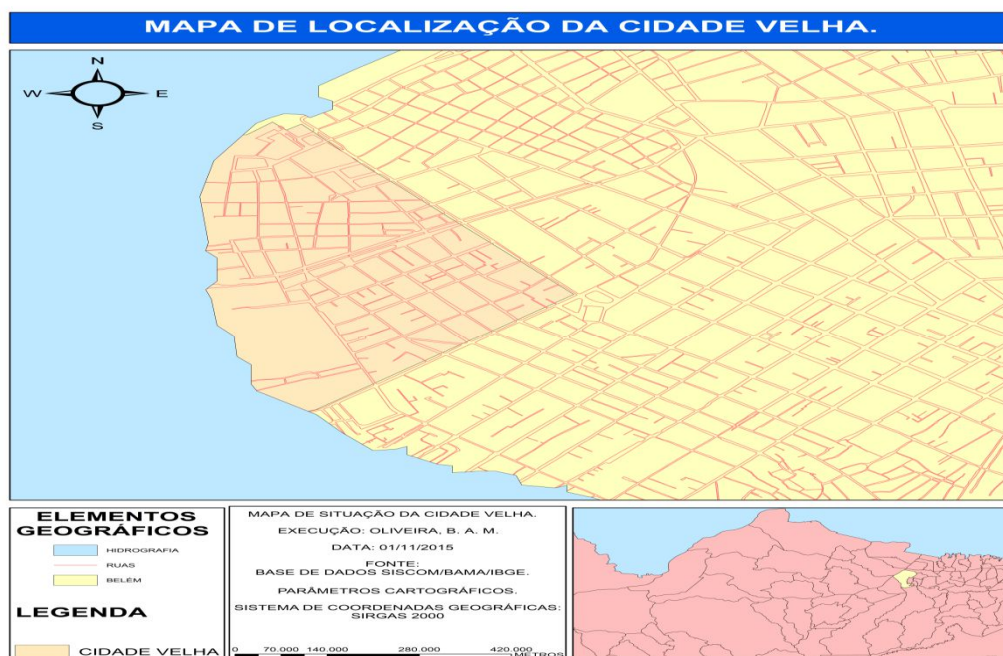 MAPA DE LOCALIZAÇÃO DA CIDADE VELHA.
N
W E
S
ELEMENTOS
GEOGRÁFICOS
HIDROGRAFIA
RUAS
BELÉM
LEGENDA
CIDADE VELHA
MAPA DE SITUAÇÃO DA CIDADE VELHA.
EXECUÇÃO: OLIVEIRA, B. A. M.
DATA: 01/11/2015
FONTE:
BASE DE DADOS SISCOM/BAMA/IBGE.
PARÂMETROS CARTOGRÁFICOS.
SISTEMA DE COORDENADAS GEOGRÁFICAS:
SIRGAS 2000
0 70.000 140.000 280.000 420.000
METROS